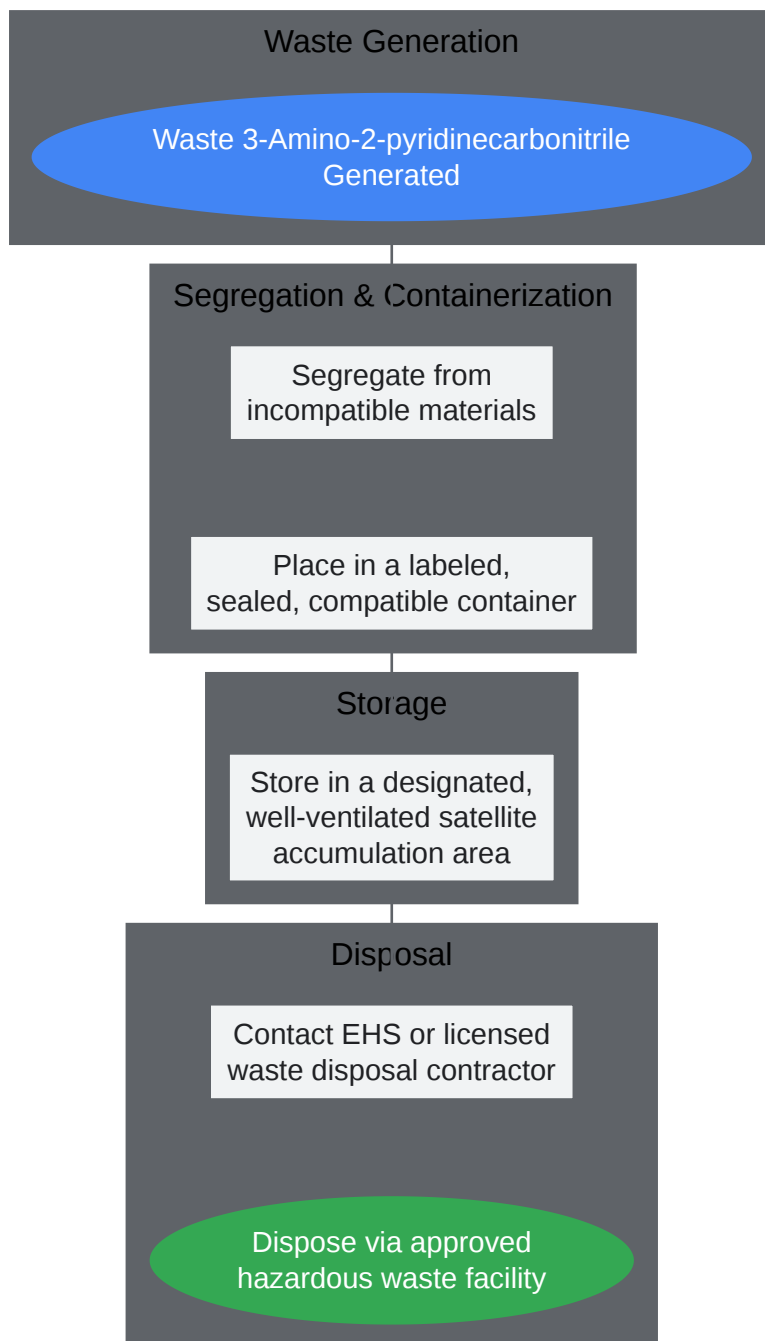 Waste Generation
Waste 3-Amino-2-pyridinecarbonitrile
Generated
Segregation & Containerization
Segregate from
incompatible materials
Place in a labeled,
sealed, compatible container
Storage
Store in a designated,
well-ventilated satellite
accumulation area
Disposal
Contact EHS or licensed
waste disposal contractor
Dispose via approved
hazardous waste facility